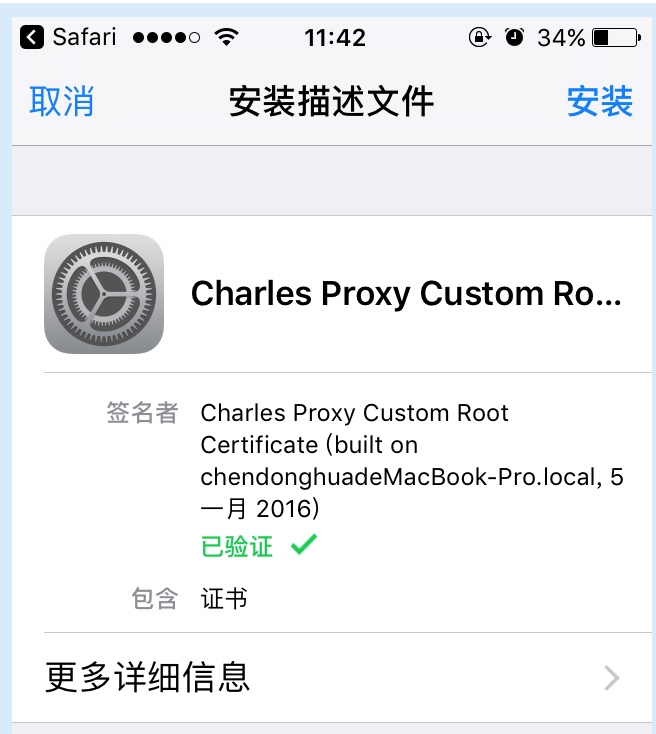 Safari 11:42 34%
取消 安装描述文件 安装
Charles Proxy Custom Ro...
签名者 Charles Proxy Custom Root
Certificate (built on
chendonghuadeMacBook-Pro.local, 5
一月 2016)
已验证
包含 证书
更多详细信息